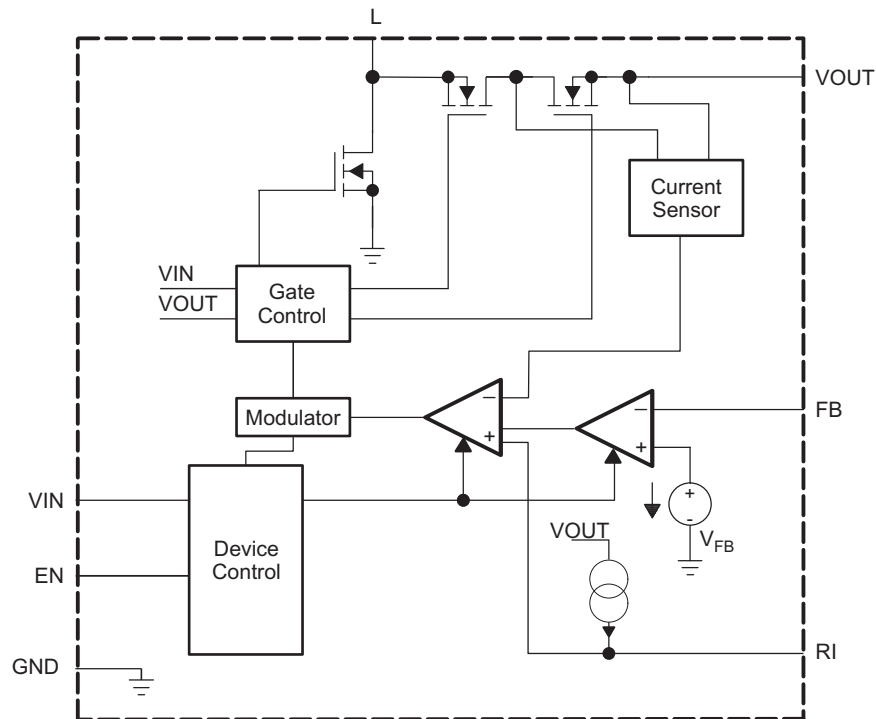 L
VOUT
Current
Sensor
VIN
VOUT
Gate
Control
Modulator
−
+
−
+
FB
VIN
+
-
V_FB
VOUT
Device
Control
EN
GND
RI